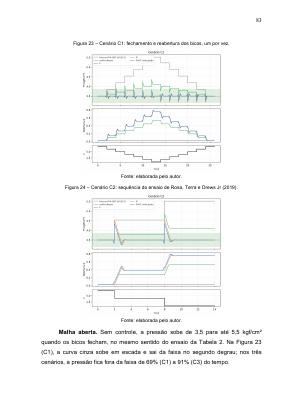 83
Figura 23 – Cenário C1: fechamento e reabertura dos bicos, um por vez.
Cenário C1
Fonte: elaborada pelo autor.
Figura 24 – Cenário C2: sequência do ensaio de Rosa, Terra e Drews Jr (2019).
Cenário C2
Fonte: elaborada pelo autor.
Malha aberta. Sem controle, a pressão sobe de 3,5 para até 5,5 kgf/cm²
quando os bicos fecham, no mesmo sentido do ensaio da Tabela 2. Na Figura 23
(C1), a curva cinza sobe em escada e sai da faixa no segundo degrau; nos três
cenários, a pressão fica fora da faixa de 69% (C1) a 91% (C3) do tempo.